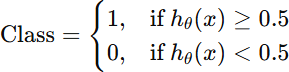 Class = { 1, if h_θ(x) ≥ 0.5
0, if h_θ(x) < 0.5